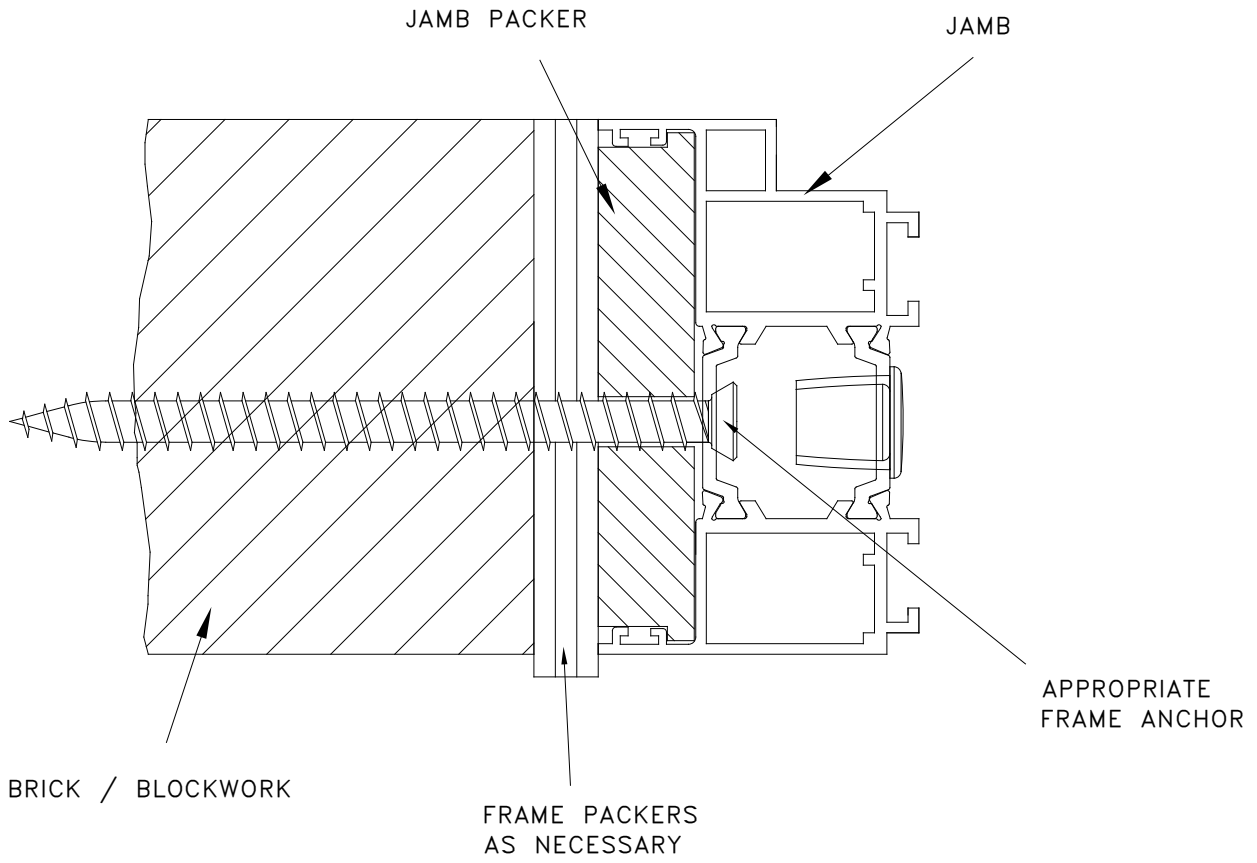 JAMB PACKER
JAMB
APPROPRIATE
FRAME ANCHOR
BRICK / BLOCKWORK
FRAME PACKERS
AS NECESSARY